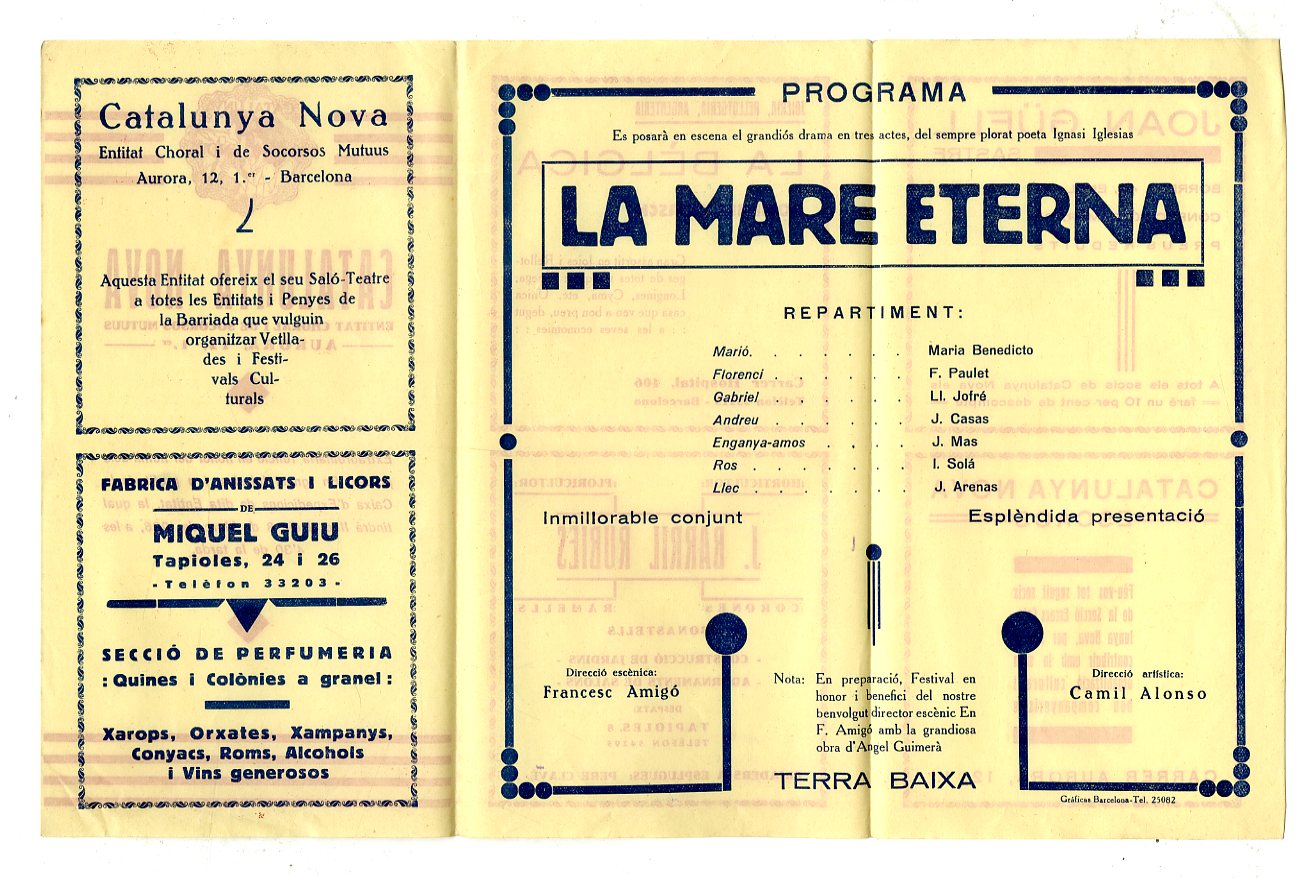 Catalunya Nova
Entitat Choral i de Socorsos Mutuus
Aurora, 12, 1.er - Barcelona
Aquesta Entitat ofereix el seu Saló-Teatre
a totes les Entitats i Penyes de
la Barriada que vulguin
organitzar Vetlla-
des i Festi-
vals Cul-
turals
FABRICA D'ANISSATS I LICORS
DE
MIQUEL GUIU
Tapioles, 24 i 26
- Telèfon 33203 -
SECCIÓ DE PERFUMERIA
: Quines i Colònies a granel :
Xarops, Orxates, Xampanys,
Conyacs, Roms, Alcohols
i Vins generosos
PROGRAMA
Es posarà en escena el grandiós drama en tres actes, del sempre plorat poeta Ignasi Iglesias
LA MARE ETERNA
REPARTIMENT:
Marió. . . . . . . Maria Benedicto
Florenci . . . . . . F. Paulet
Gabriel . . . . . . Ll. Jofré
Andreu . . . . . . J. Casas
Enganya-amos . . . . J. Mas
Ros . . . . . . . I. Solá
Llec . . . . . . . J. Arenas
Inmillorable conjunt Esplèndida presentació
Direcció escènica:
Francesc Amigó
Nota: En preparació, Festival en
honor i benefici del nostre
benvolgut director escènic En
F. Amigó amb la grandiosa
obra d'Angel Guimerà
TERRA BAIXA
Direcció artística:
Camil Alonso
Gráficas Barcelona-Tel. 25082